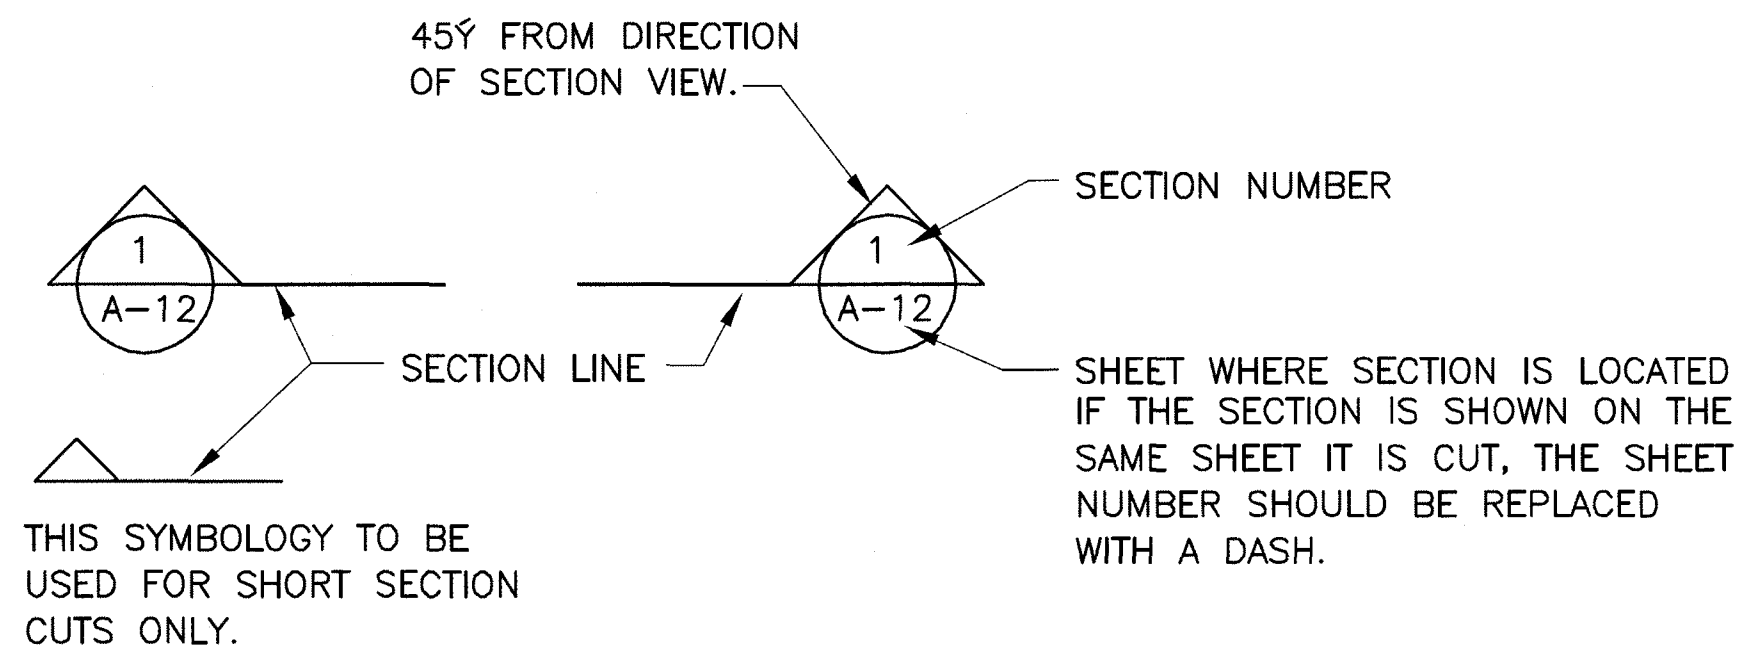 45Ý FROM DIRECTION
OF SECTION VIEW.
SECTION NUMBER
1
A-12
1
A-12
SECTION LINE
SHEET WHERE SECTION IS LOCATED
IF THE SECTION IS SHOWN ON THE
SAME SHEET IT IS CUT, THE SHEET
NUMBER SHOULD BE REPLACED
WITH A DASH.
THIS SYMBOLOGY TO BE
USED FOR SHORT SECTION
CUTS ONLY.